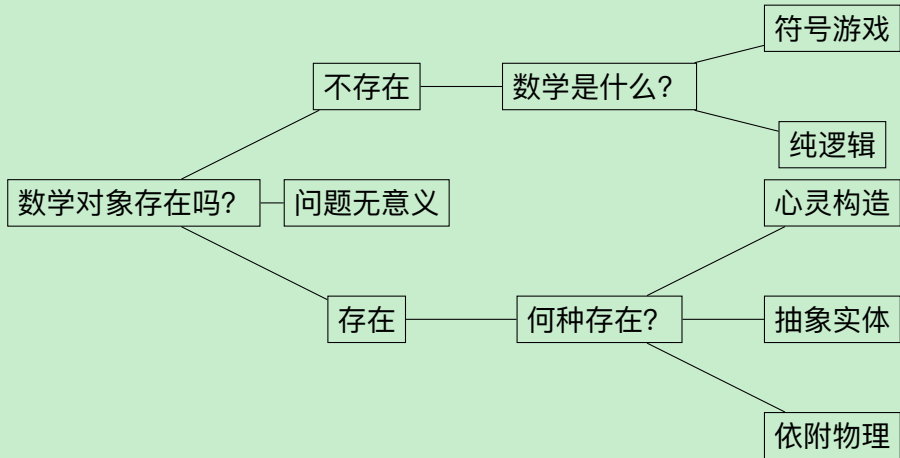 符号游戏
不存在
数学是什么?
纯逻辑
数学对象存在吗?
问题无意义
心灵构造
存在
何种存在?
抽象实体
依附物理